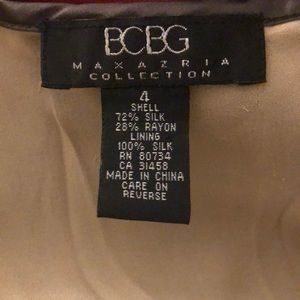 BCBG
MAXAZRIA
COLLECTION
4
SHELL
72% SILK
28% RAYON
LINING
100% SILK
RN 80734
CA 31458
MADE IN CHINA
CARE ON
REVERSE